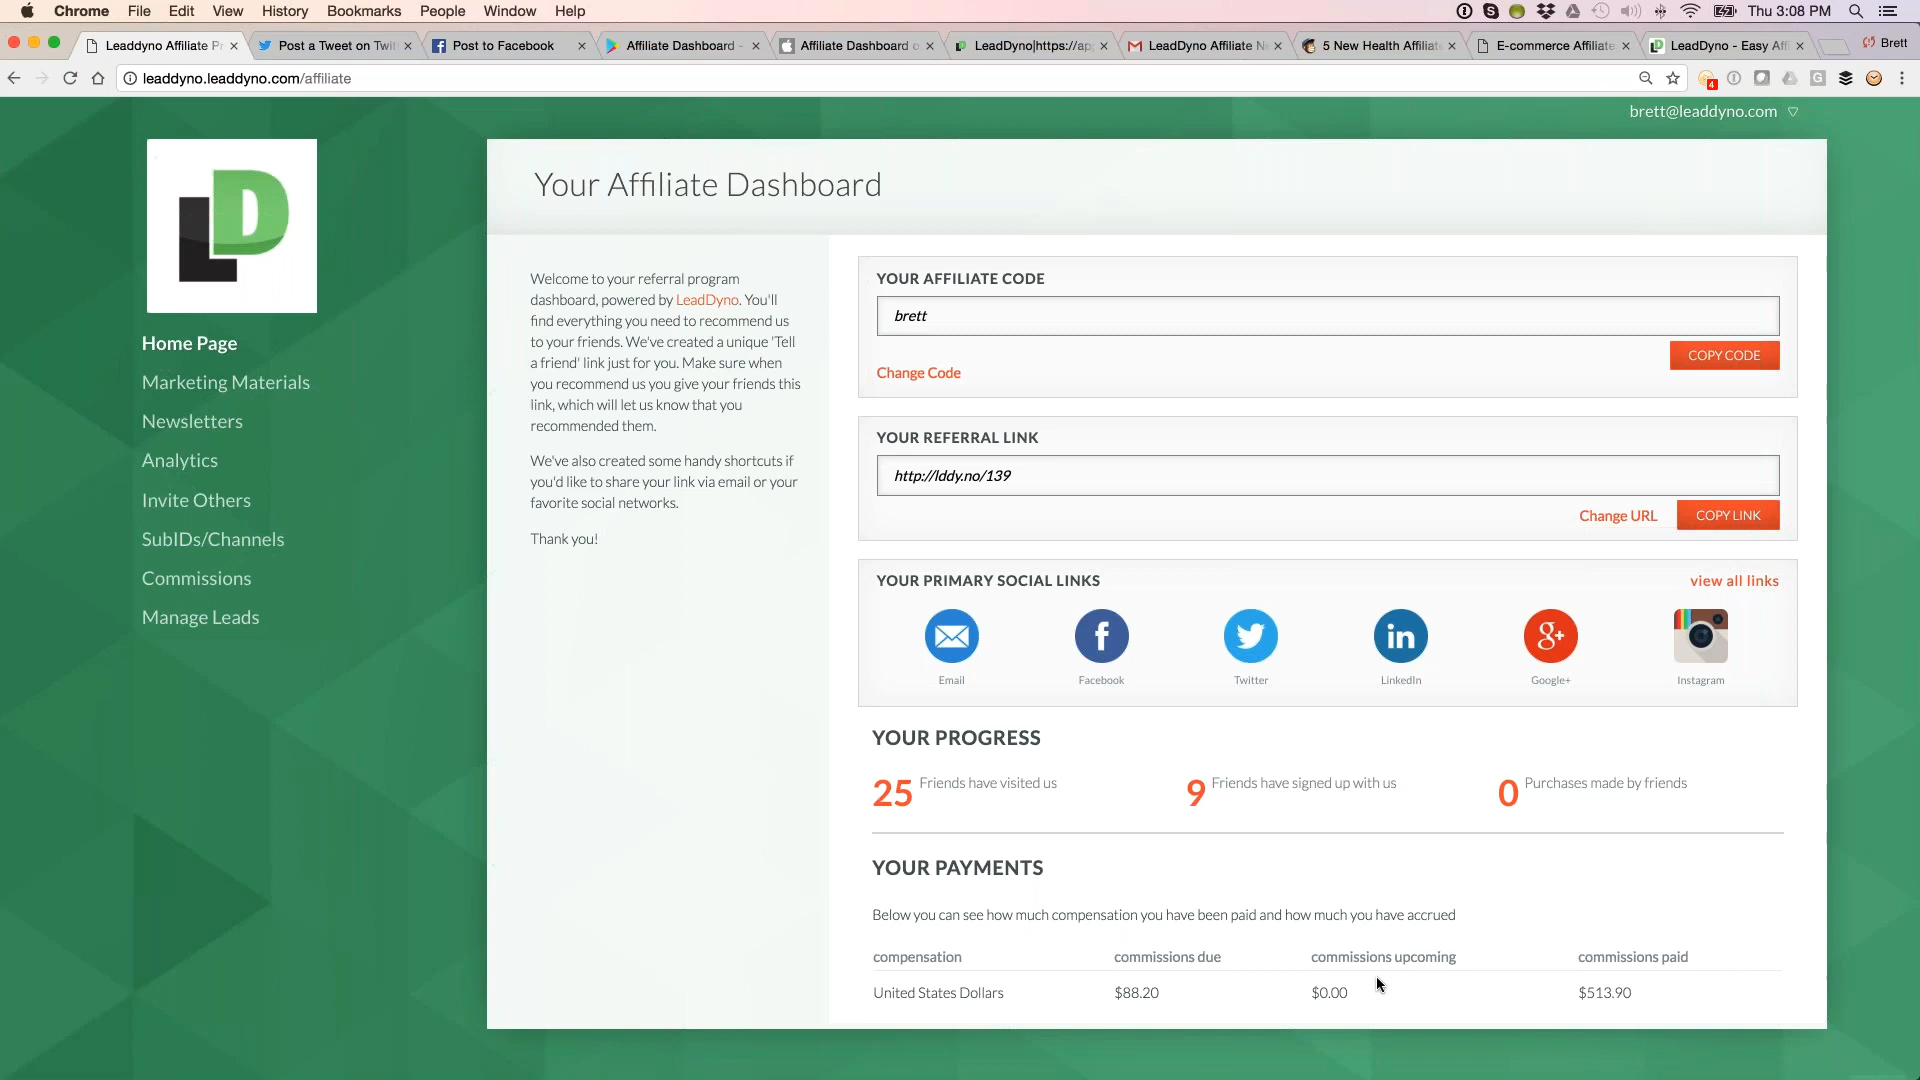 Chrome File Edit View History Bookmarks People Window Help Thu 3:08 PM
Leaddyno Affiliate Pr Post a Tweet on Twit Post to Facebook Affiliate Dashboard - Affiliate Dashboard o LeadDyno|https://ap LeadDyno Affiliate N 5 New Health Affiliat E-commerce Affiliate LeadDyno - Easy Aff Brett
leaddyno.leaddyno.com/affiliate
4
brett@leaddyno.com
LD
Home Page
Marketing Materials
Newsletters
Analytics
Invite Others
SubIDs/Channels
Commissions
Manage Leads
Your Affiliate Dashboard
Welcome to your referral program
dashboard, powered by LeadDyno. You'll
find everything you need to recommend us
to your friends. We've created a unique 'Tell
a friend' link just for you. Make sure when
you recommend us you give your friends this
link, which will let us know that you
recommended them.
We've also created some handy shortcuts if
you'd like to share your link via email or your
favorite social networks.
Thank you!
YOUR AFFILIATE CODE
brett
COPY CODE
Change Code
YOUR REFERRAL LINK
http://lddy.no/139
Change URL COPY LINK
YOUR PRIMARY SOCIAL LINKS view all links
Email Facebook Twitter LinkedIn Google+ Instagram
YOUR PROGRESS
25 Friends have visited us 9 Friends have signed up with us 0 Purchases made by friends
YOUR PAYMENTS
Below you can see how much compensation you have been paid and how much you have accrued
compensation commissions due commissions upcoming commissions paid
United States Dollars $88.20 $0.00 $513.90